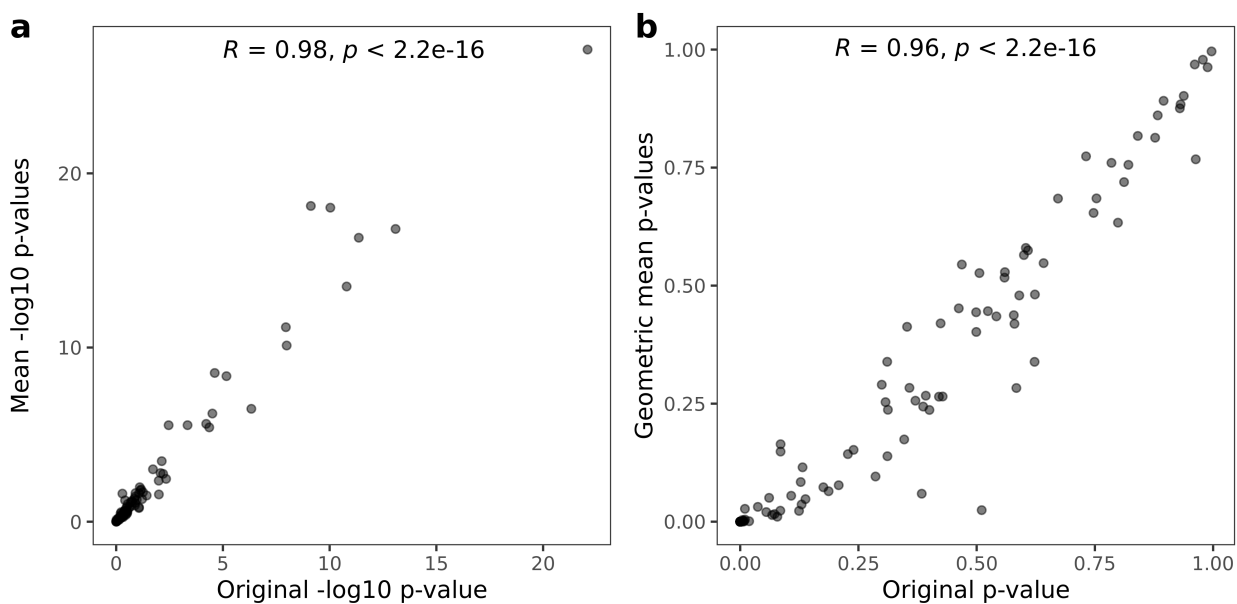 a
R = 0.98, p < 2.2e-16
Mean -log10 p-values
20
10
0
0
5
10
15
20
Original -log10 p-value
b
R = 0.96, p < 2.2e-16
Geometric mean p-values
1.00
0.75
0.50
0.25
0.00
0.00
0.25
0.50
0.75
1.00
Original p-value